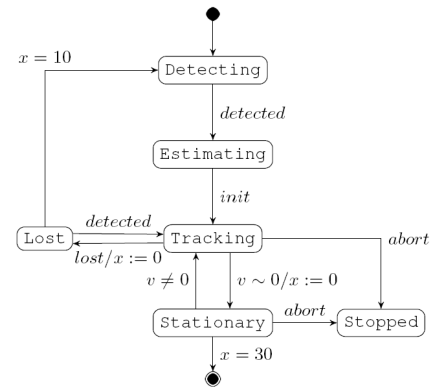 x = 10
Detecting
detected
Estimating
init
detected
Lost
Tracking
abort
lost/x := 0
v ≠ 0
v ∼ 0/x := 0
abort
Stationary
Stopped
x = 30